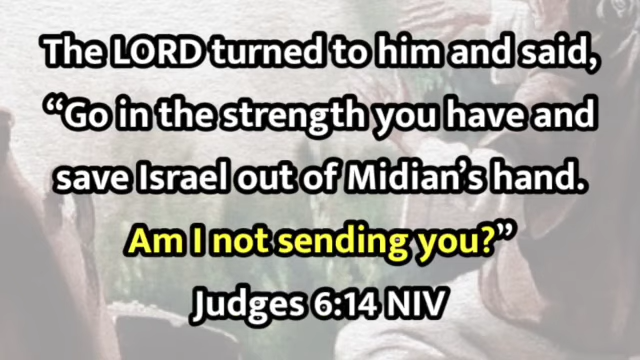 The LORD turned to him and said,
“Go in the strength you have and
save Israel out of Midian’s hand.
Am I not sending you?”
Judges 6:14 NIV